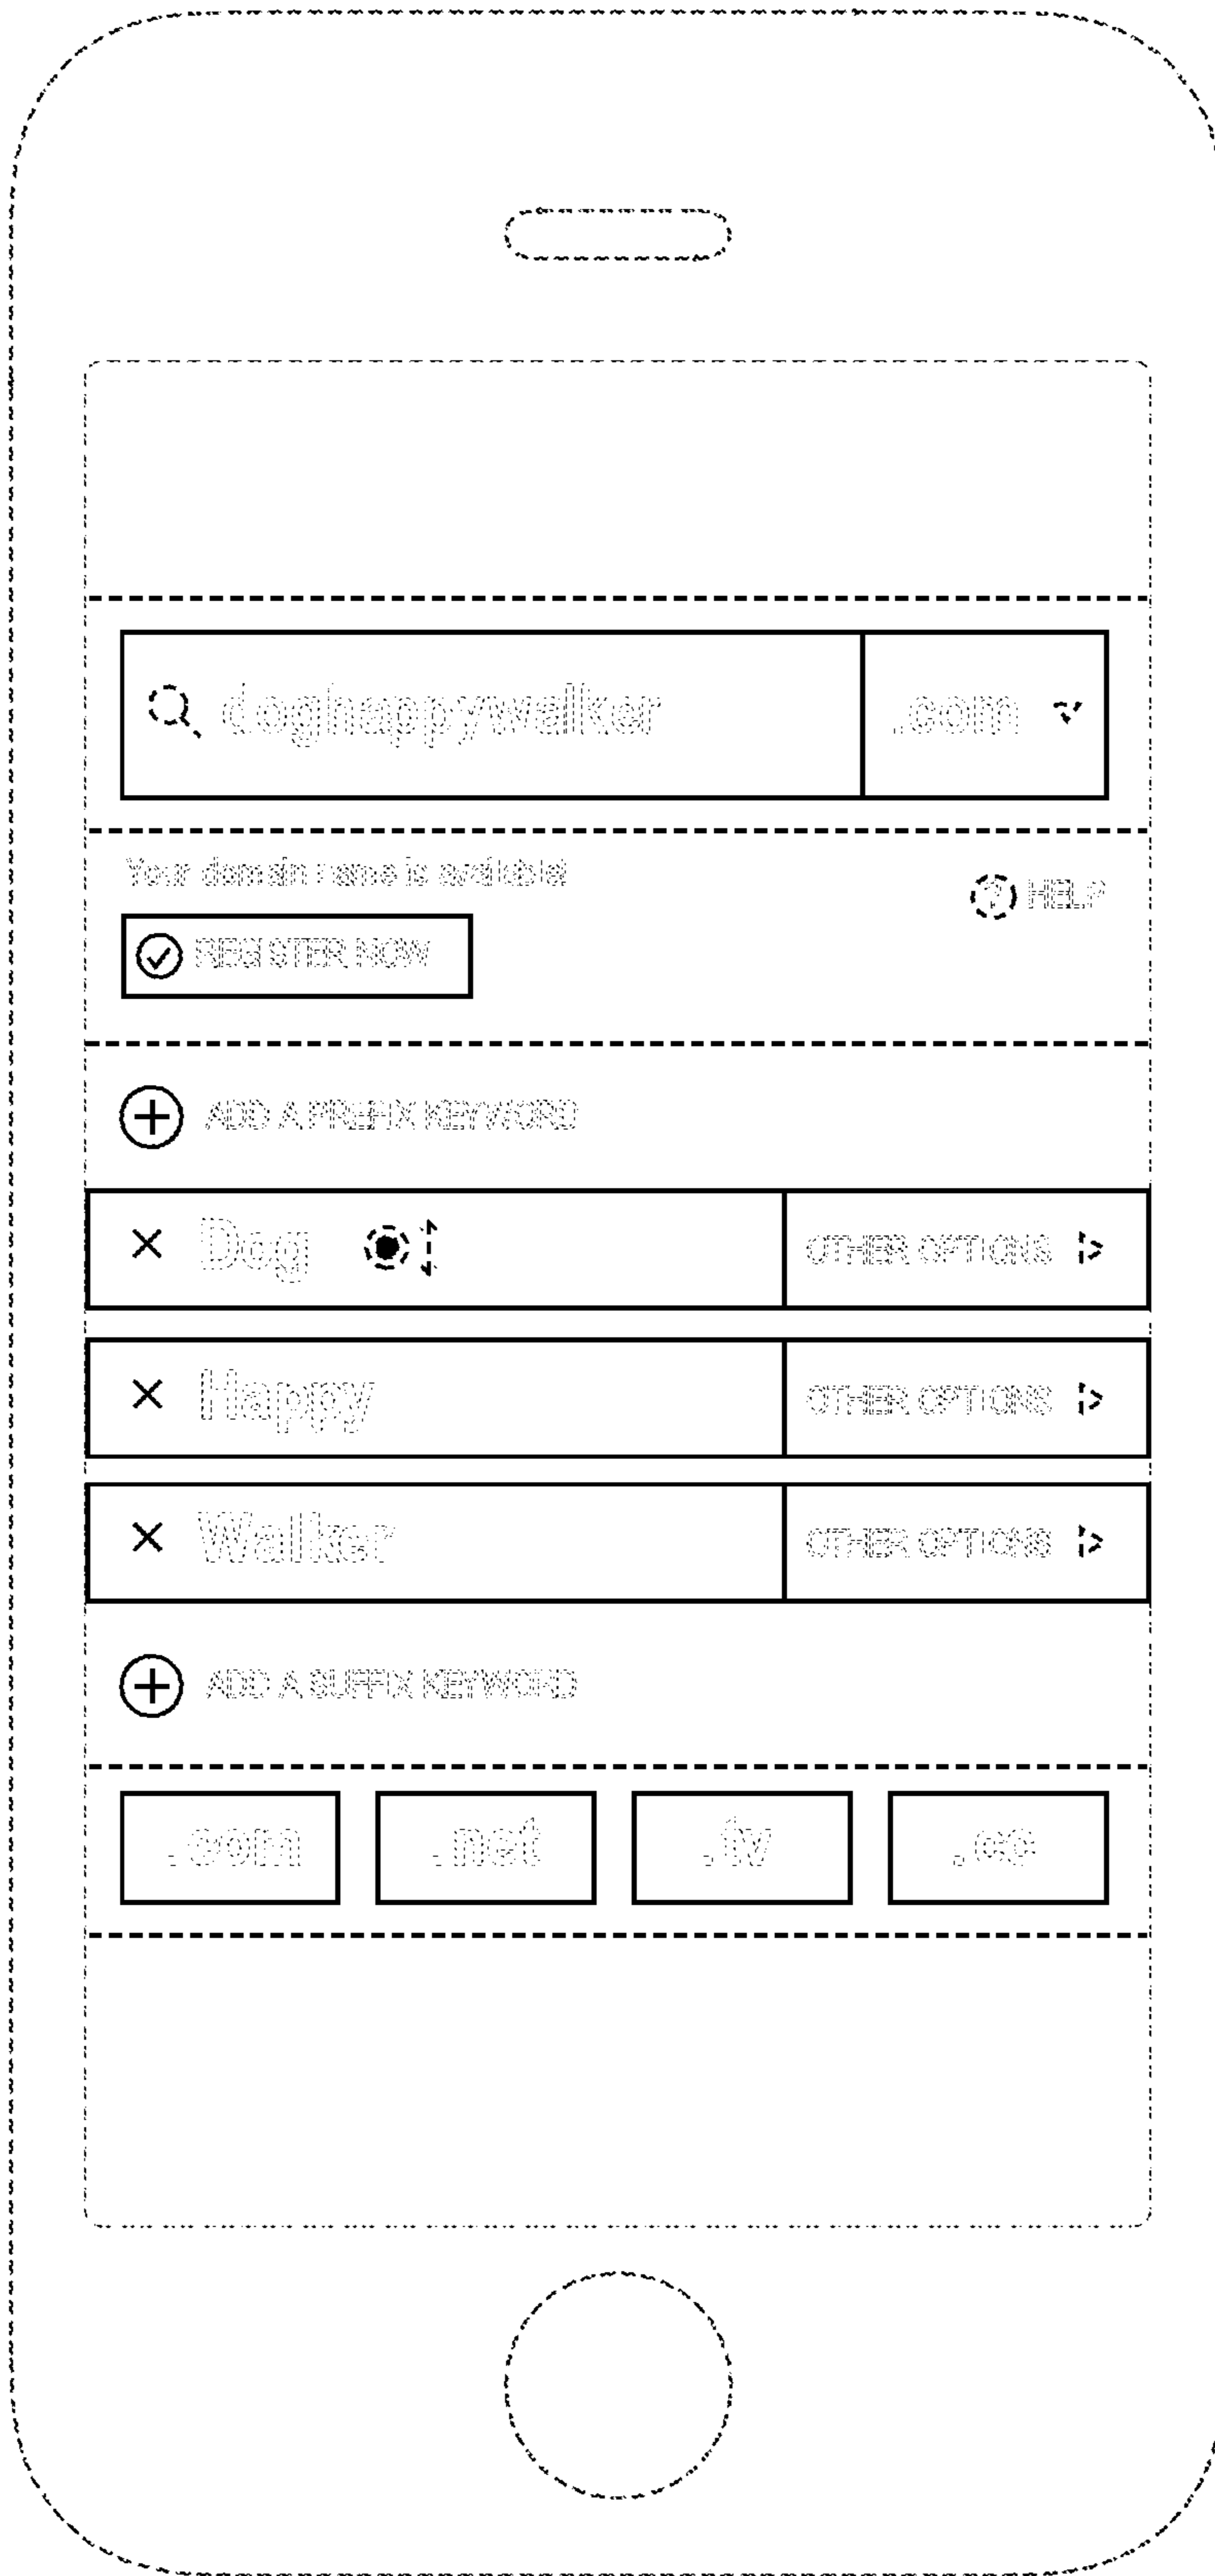 doghappywalker .com
Your domain name is available!
? HELP
REGISTER NOW
ADD A PREFIX KEYWORD
Dog OTHER OPTIONS
Happy OTHER OPTIONS
Walker OTHER OPTIONS
ADD A SUFFIX KEYWORD
.com .net .tv .co